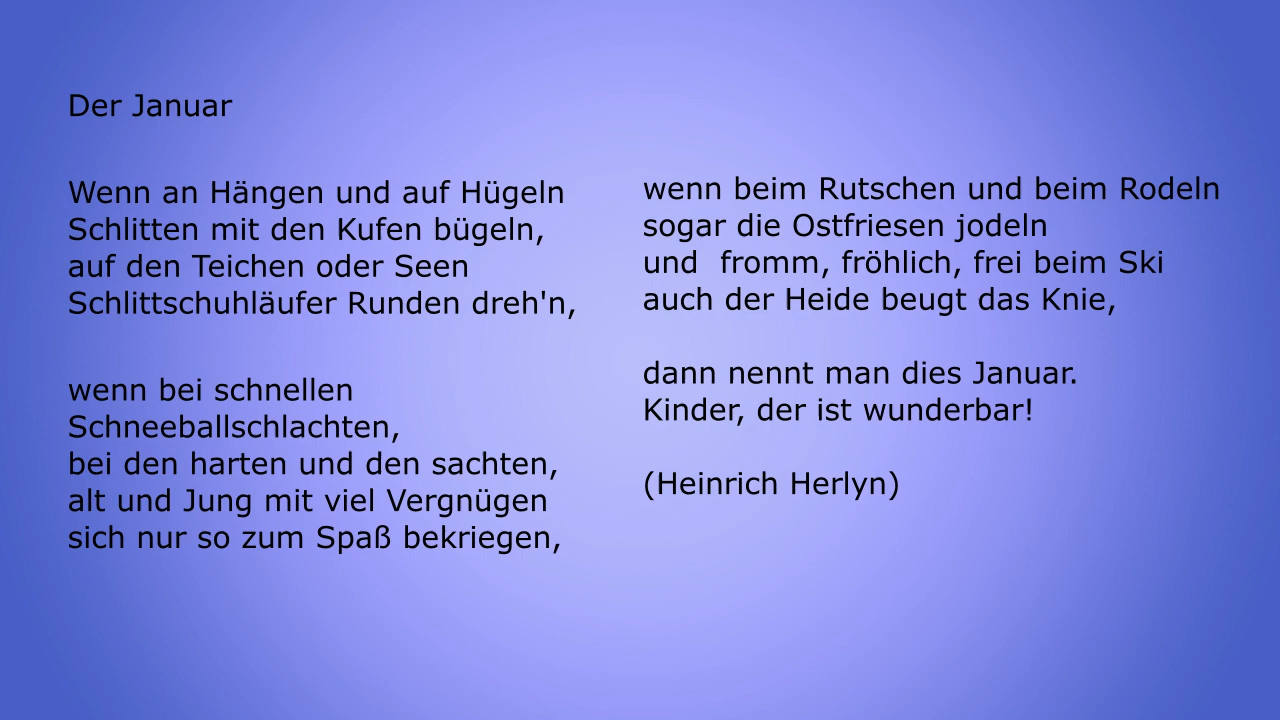 Der Januar
Wenn an Hängen und auf Hügeln
Schlitten mit den Kufen bügeln,
auf den Teichen oder Seen
Schlittschuhläufer Runden dreh'n,
wenn bei schnellen
Schneeballschlachten,
bei den harten und den sachten,
alt und Jung mit viel Vergnügen
sich nur so zum Spaß bekriegen,
wenn beim Rutschen und beim Rodeln
sogar die Ostfriesen jodeln
und  fromm, fröhlich, frei beim Ski
auch der Heide beugt das Knie,
dann nennt man dies Januar.
Kinder, der ist wunderbar!
(Heinrich Herlyn)